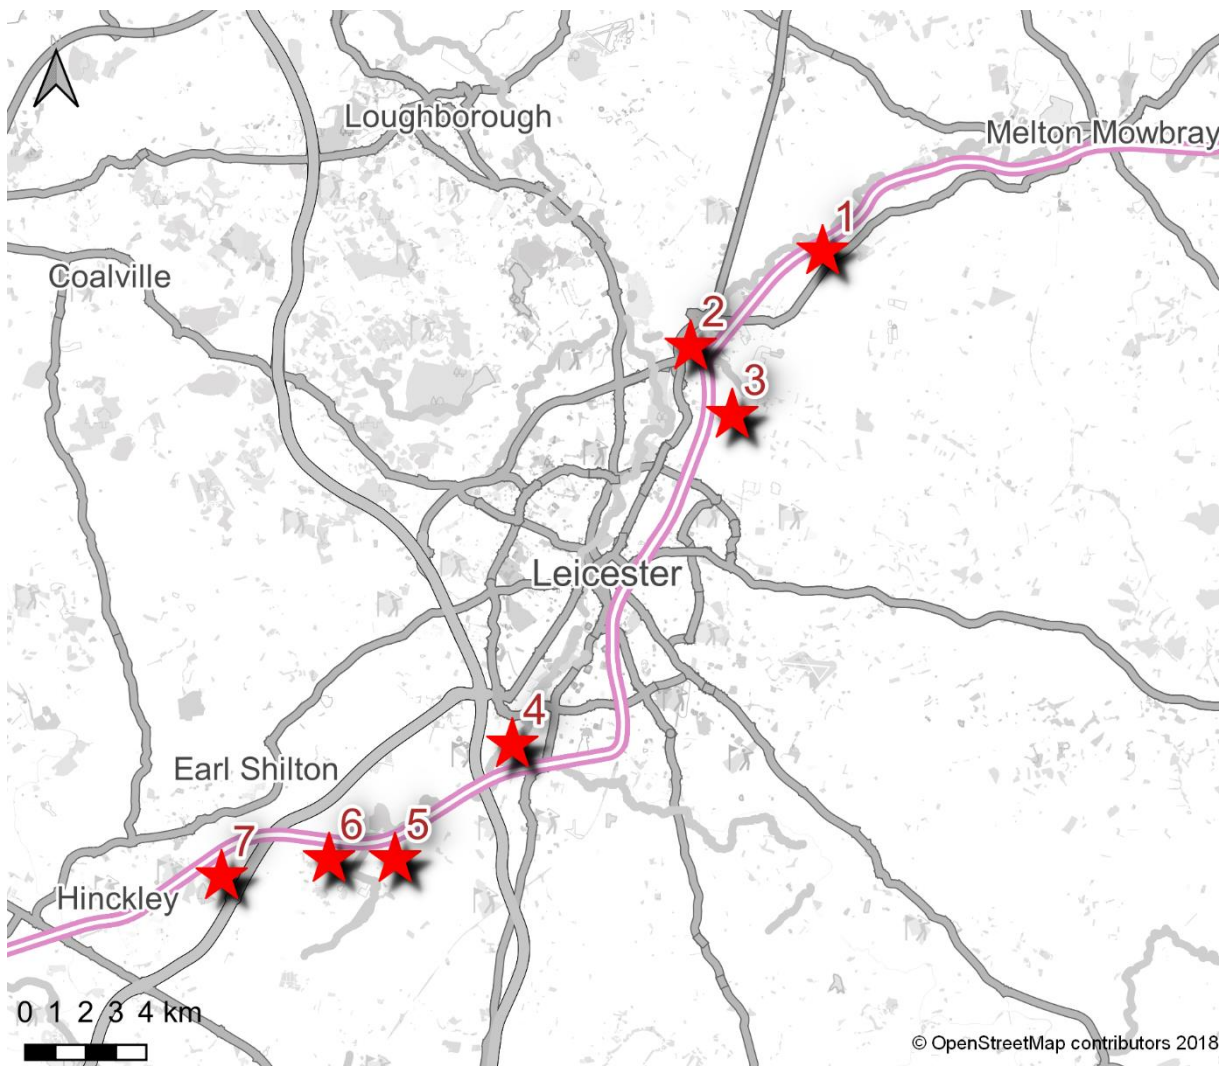 Loughborough
Melton Mowbray
1
Coalville
2
3
Leicester
4
Earl Shilton
7
6
5
Hinckley
0 1 2 3 4 km
© OpenStreetMap contributors 2018